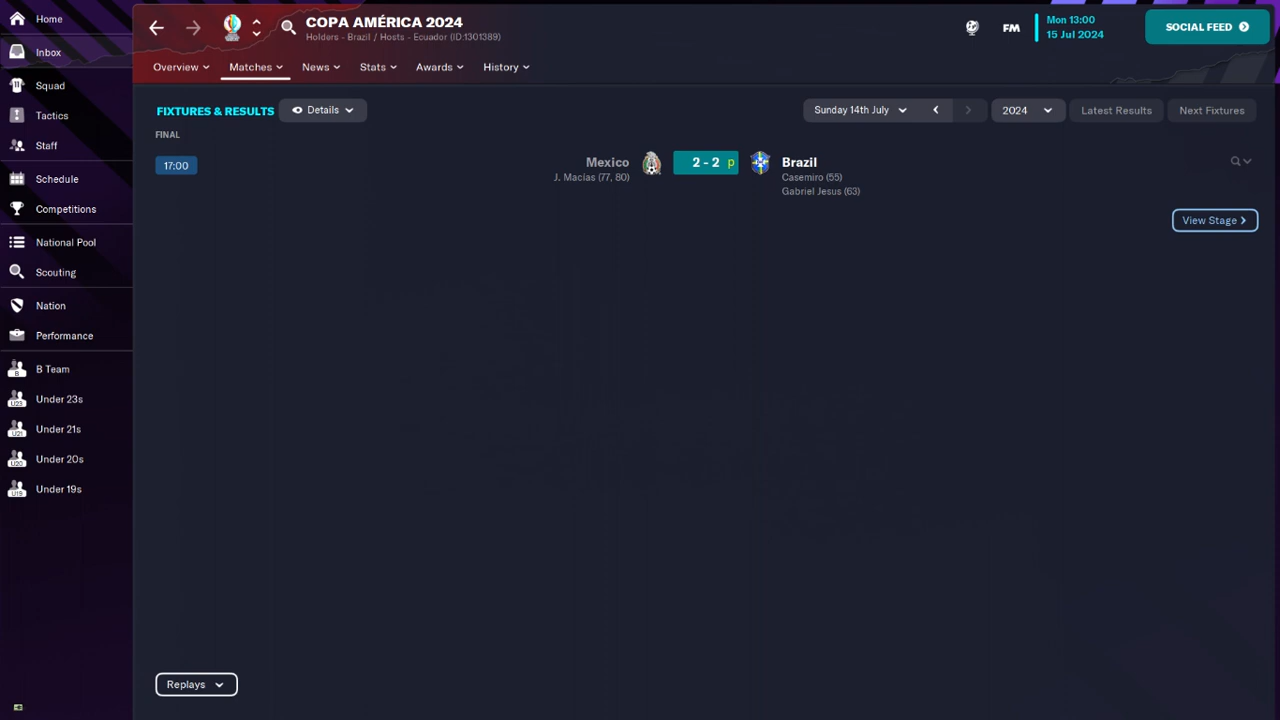 Home
Inbox
Squad
Tactics
Staff
Schedule
Competitions
National Pool
Scouting
Nation
Performance
B Team
Under 23s
Under 21s
Under 20s
Under 19s
COPA AMÉRICA 2024
Holders - Brazil / Hosts - Ecuador (ID:1301389)
FM
Mon 13:00
15 Jul 2024
SOCIAL FEED
Overview
Matches
News
Stats
Awards
History
FIXTURES & RESULTS
Details
Sunday 14th July
2024
Latest Results
Next Fixtures
FINAL
17:00
Mexico
2 - 2 p
Brazil
J. Macías (77, 80)
Casemiro (55)
Gabriel Jesus (63)
View Stage
Replays